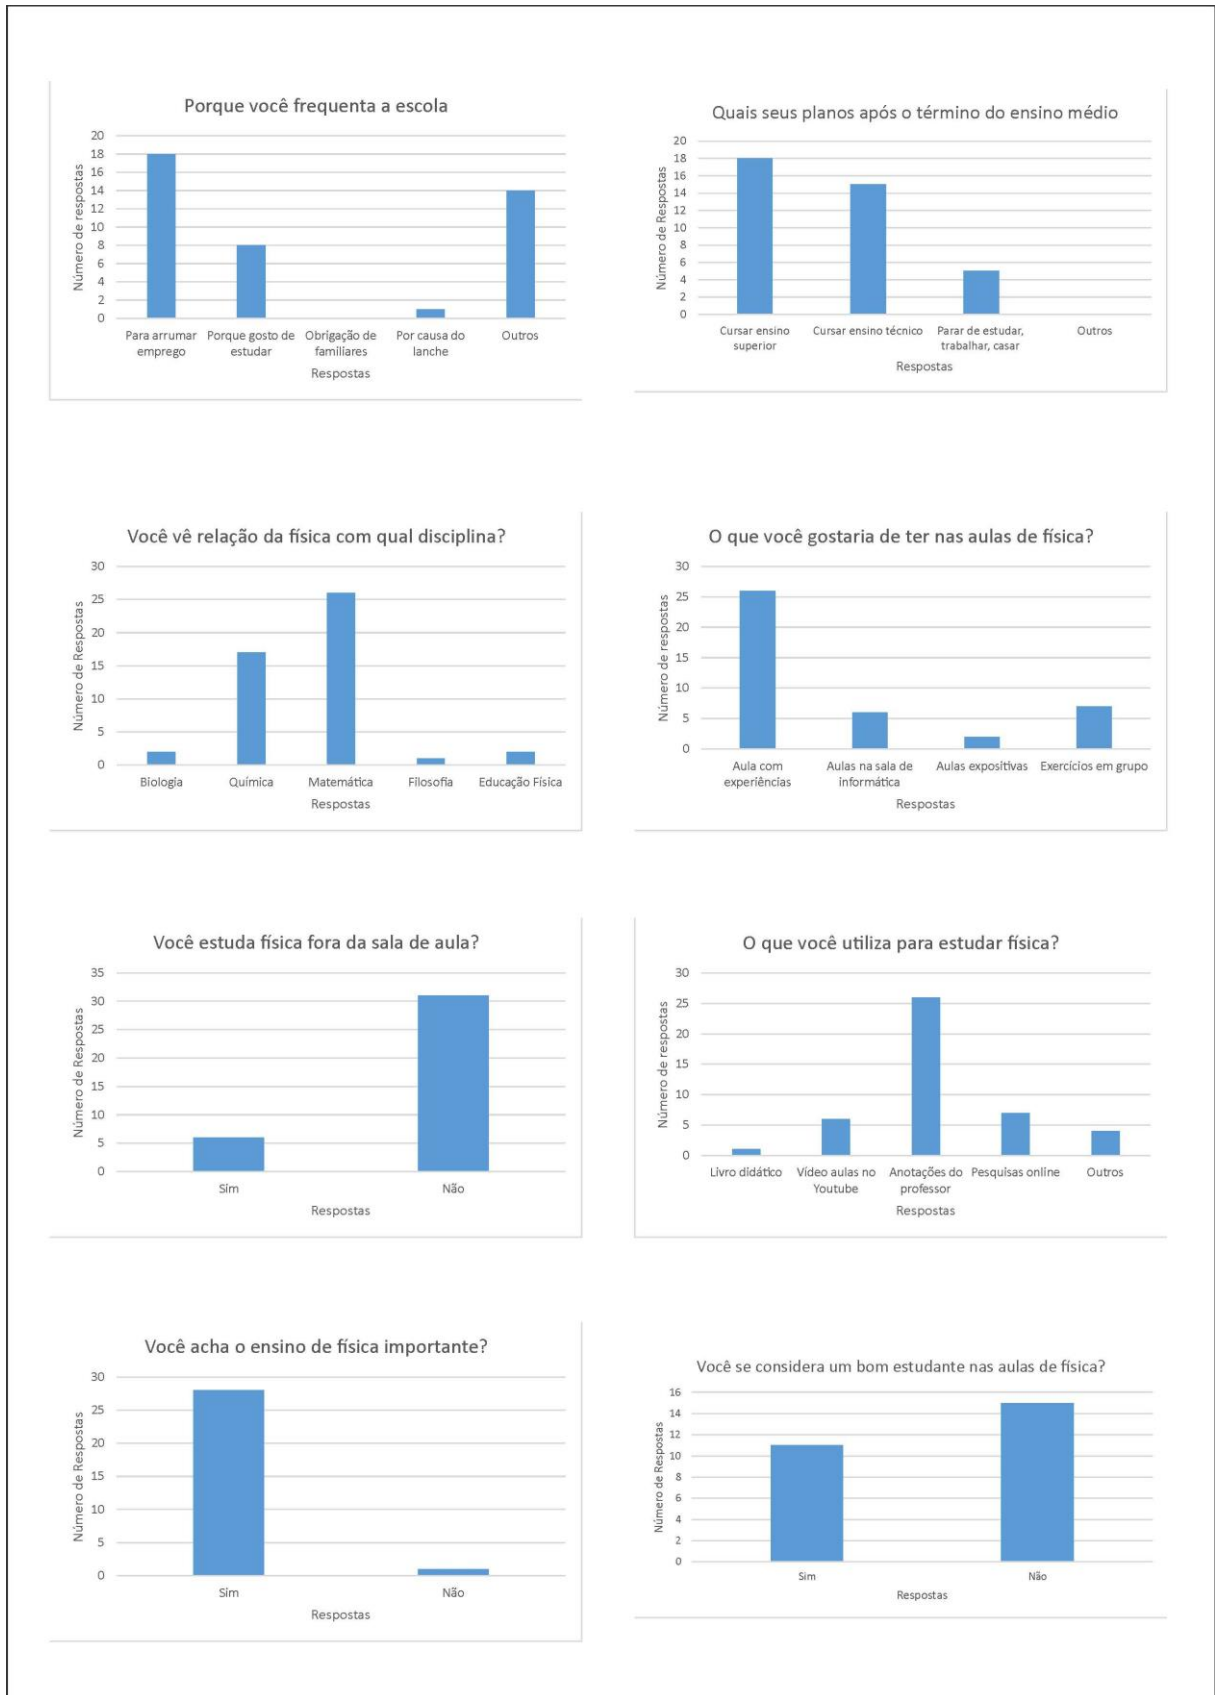 Porque você frequenta a escola
20
18
16
14
12
10
8
6
4
2
0
Número de respostas
Para arrumar emprego
Porque gosto de estudar
Obrigação de familiares
Por causa do lanche
Outros
Respostas
Quais seus planos após o término do ensino médio
20
18
16
14
12
10
8
6
4
2
0
Número de Respostas
Cursar ensino superior
Cursar ensino técnico
Parar de estudar, trabalhar, casar
Outros
Respostas
Você vê relação da física com qual disciplina?
30
25
20
15
10
5
0
Número de Respostas
Biologia
Química
Matemática
Filosofia
Educação Física
Respostas
O que você gostaria de ter nas aulas de física?
30
25
20
15
10
5
0
Número de respostas
Aula com experiências
Aulas na sala de informática
Aulas expositivas
Exercícios em grupo
Respostas
Você estuda física fora da sala de aula?
35
30
25
20
15
10
5
0
Número de Respostas
Sim
Não
Respostas
O que você utiliza para estudar física?
30
25
20
15
10
5
0
Número de respostas
Livro didático
Vídeo aulas no Youtube
Anotações do professor
Pesquisas online
Outros
Respostas
Você acha o ensino de física importante?
30
25
20
15
10
5
0
Número de Respostas
Sim
Não
Respostas
Você se considera um bom estudante nas aulas de física?
16
14
12
10
8
6
4
2
0
Número de Respostas
Sim
Não
Respostas